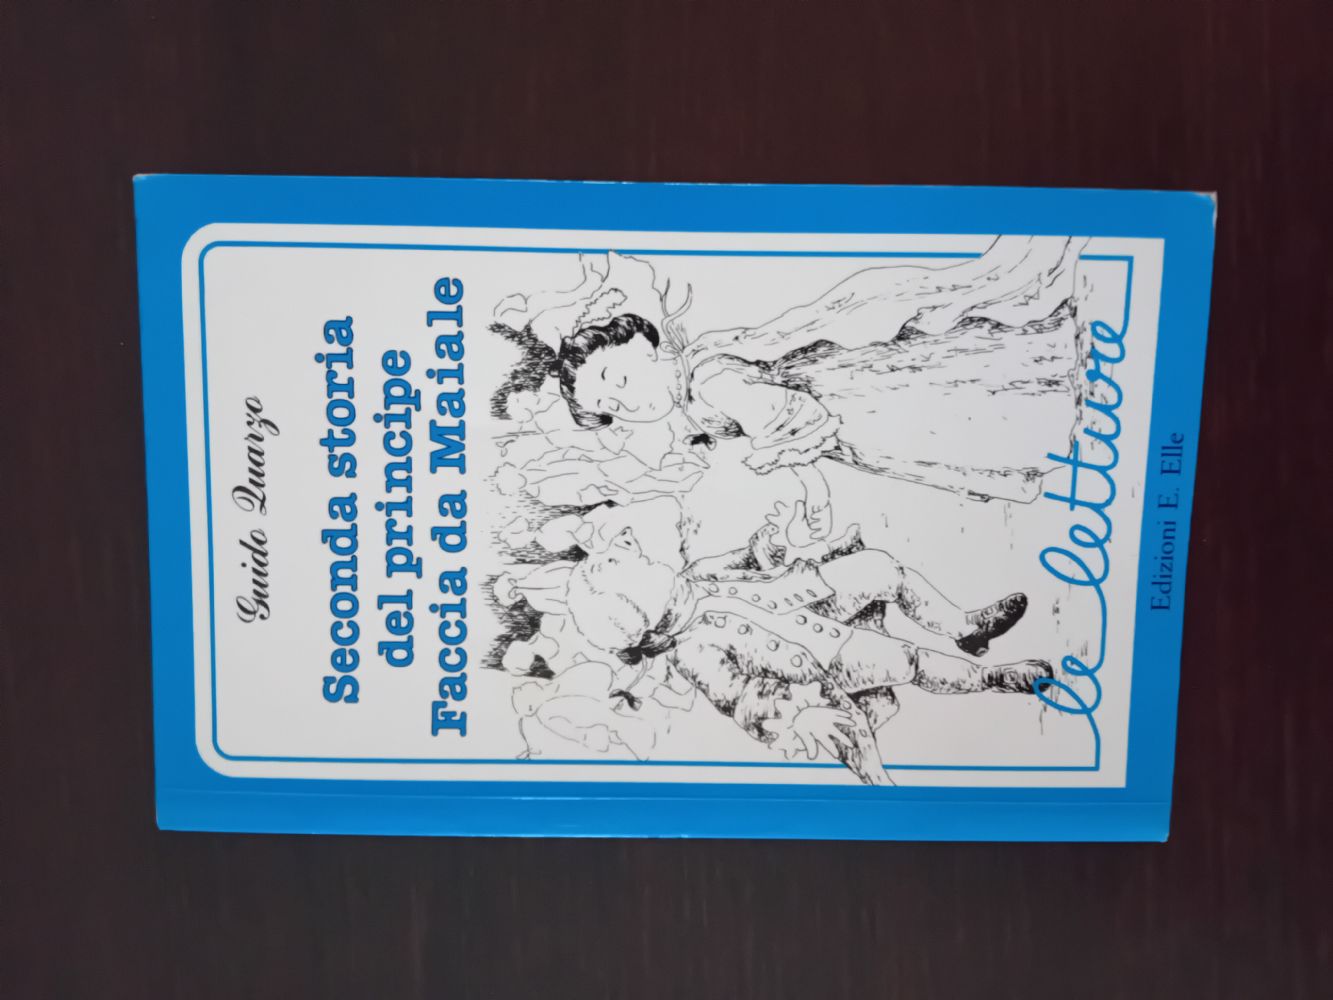 Guido Quarzo
Seconda storia
del principe
Faccia da Maiale
le letture
Edizioni E. Elle